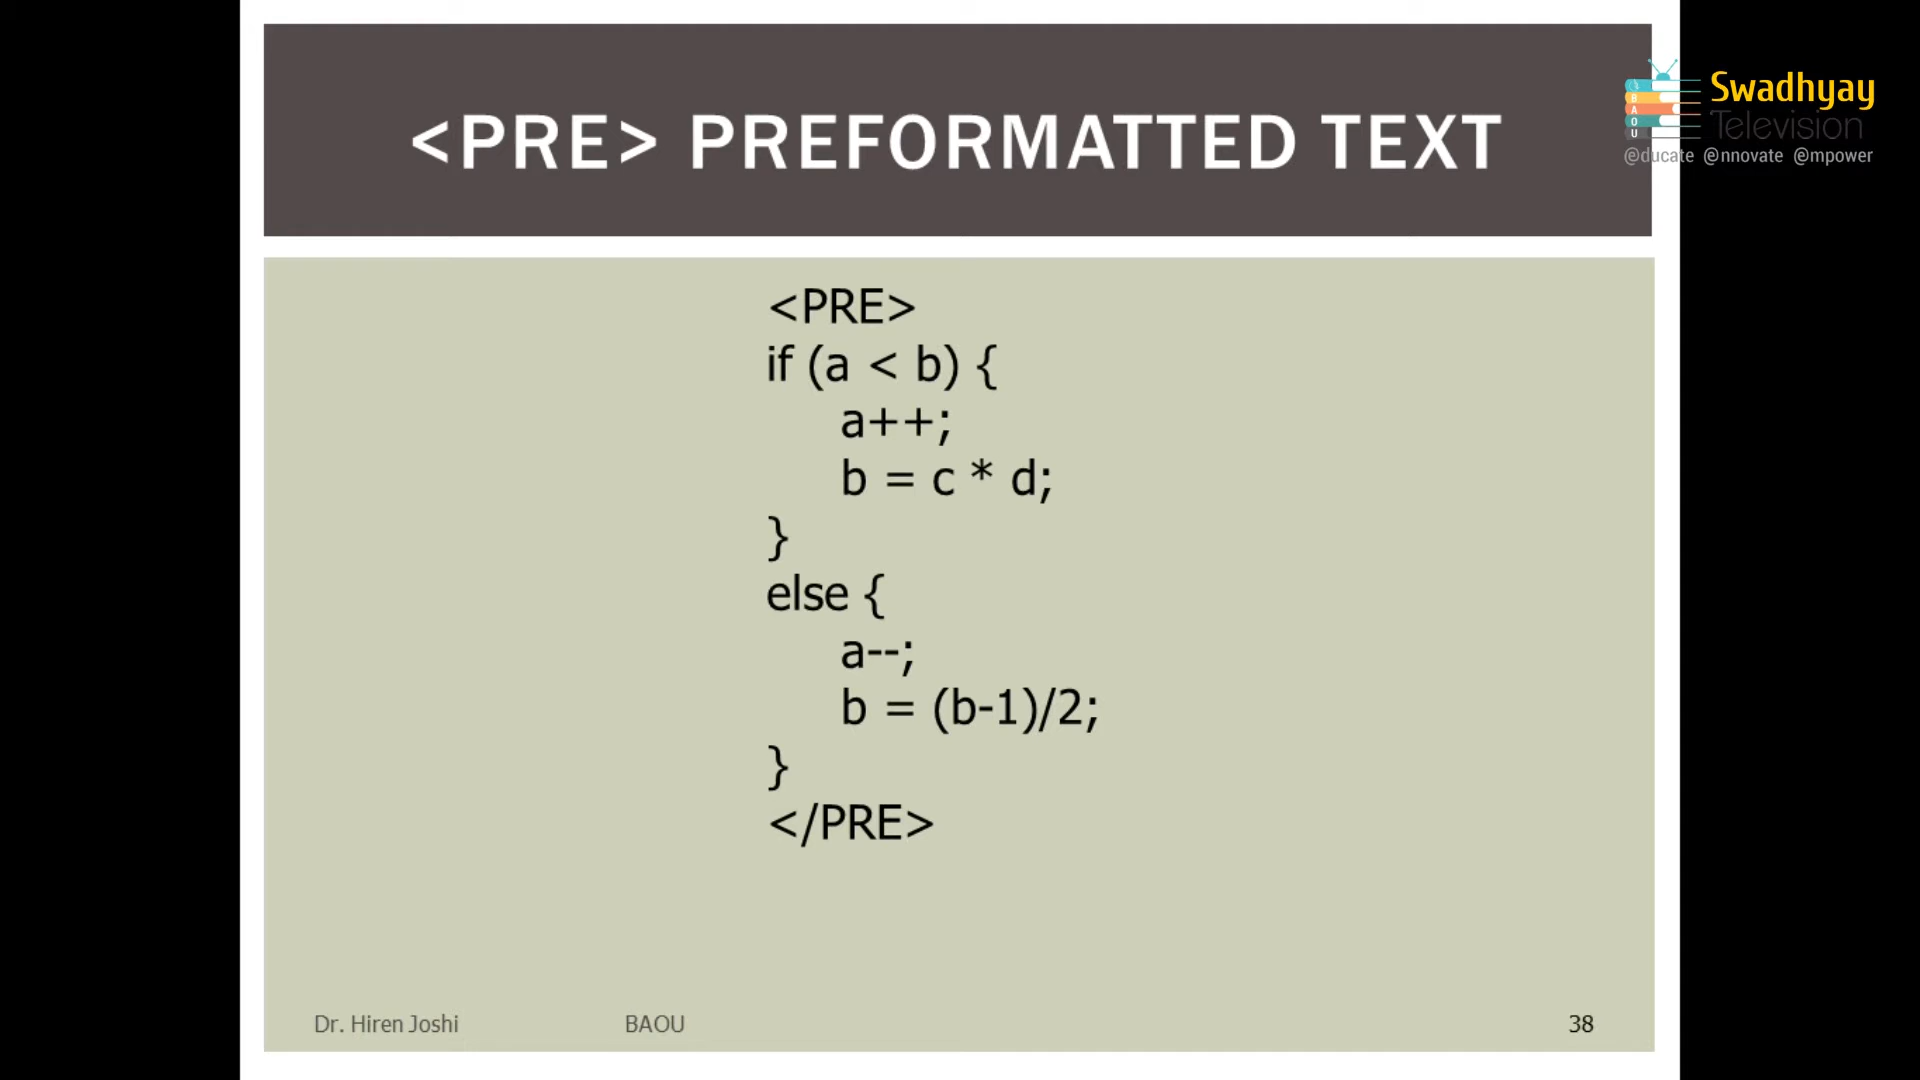 <PRE> PREFORMATTED TEXT
Swadhyay
Television
@ducate @nnovate @mpower
B
A
O
U
<PRE>
if (a < b) {
a++;
b = c * d;
}
else {
a--;
b = (b-1)/2;
}
</PRE>
Dr. Hiren Joshi BAOU 38